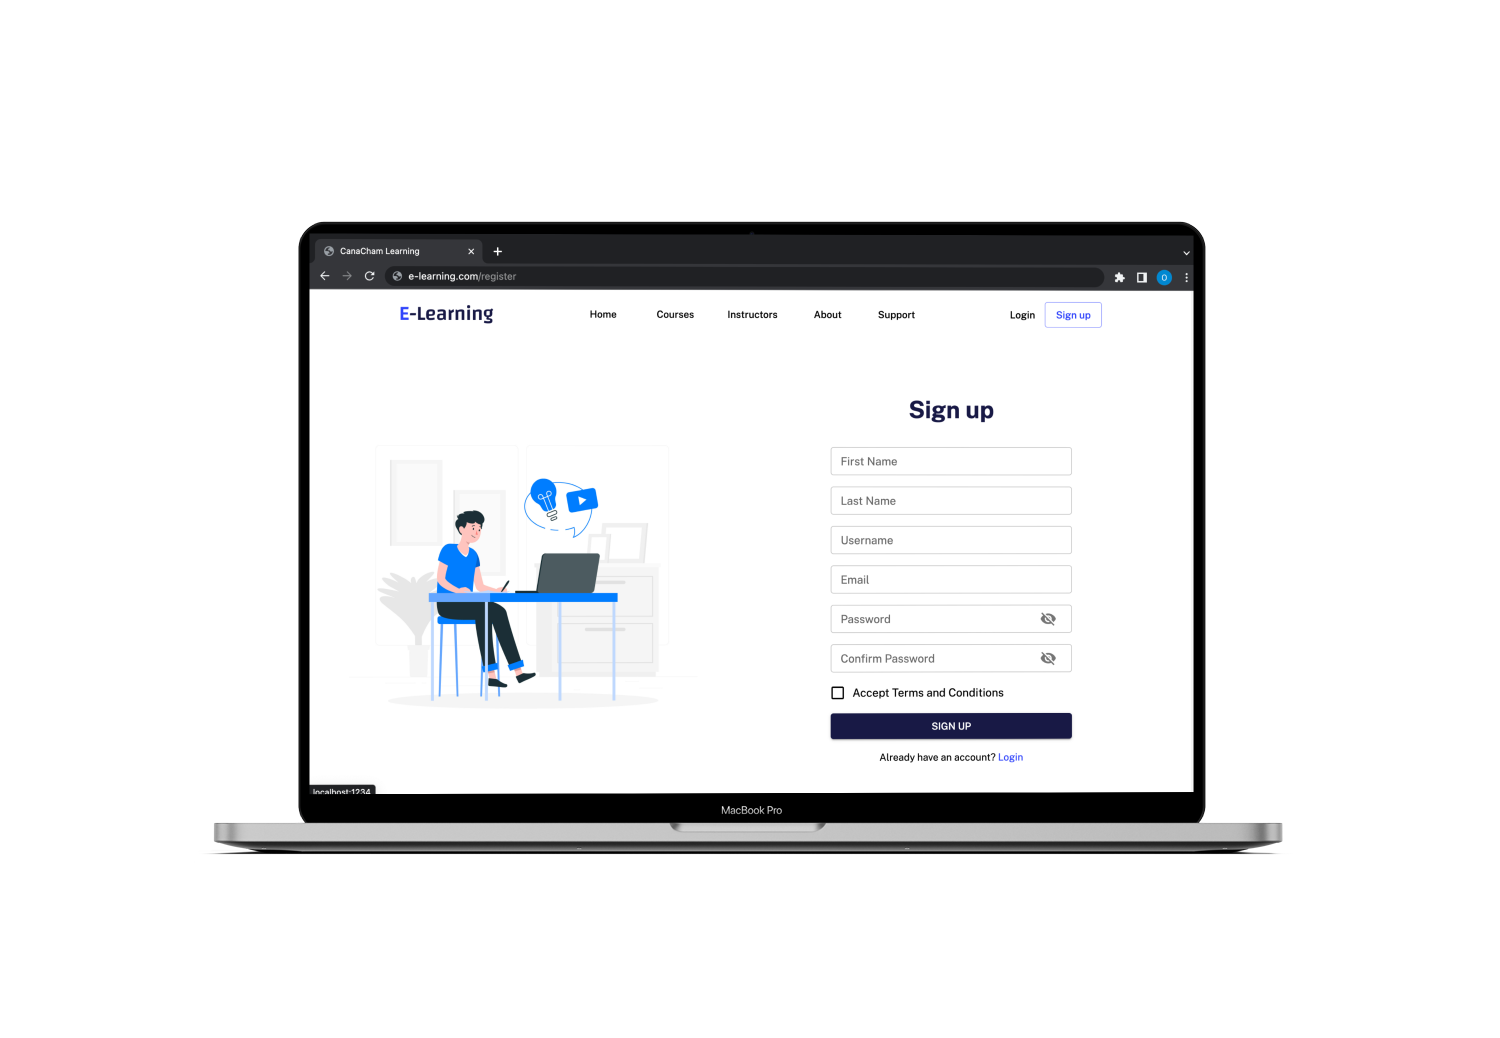 CanaCham Learning
e-learning.com/register
E-Learning
Home Courses Instructors About Support Login Sign up
Sign up
First Name
Last Name
Username
Email
Password
Confirm Password
Accept Terms and Conditions
SIGN UP
Already have an account? Login
localhost:1234
MacBook Pro